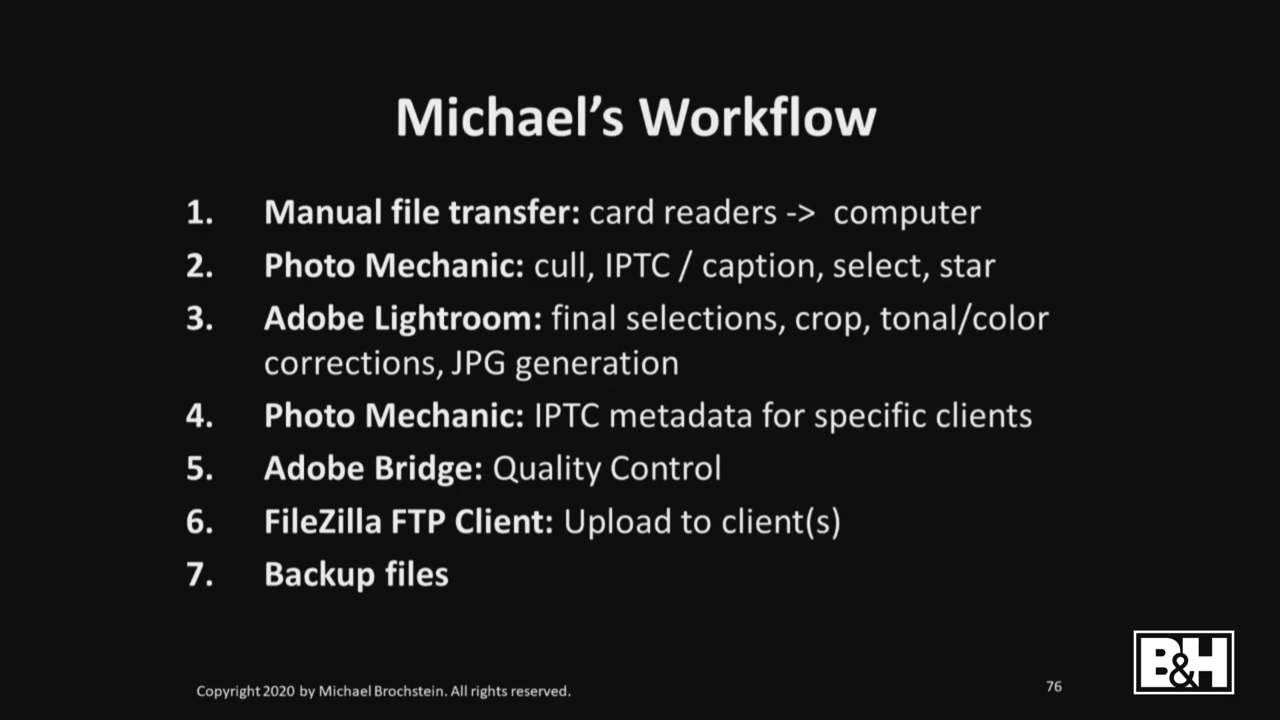 Michael’s Workflow
1. Manual file transfer: card readers -> computer
2. Photo Mechanic: cull, IPTC / caption, select, star
3. Adobe Lightroom: final selections, crop, tonal/color
corrections, JPG generation
4. Photo Mechanic: IPTC metadata for specific clients
5. Adobe Bridge: Quality Control
6. FileZilla FTP Client: Upload to client(s)
7. Backup files
Copyright 2020 by Michael Brochstein. All rights reserved.
76
B&H